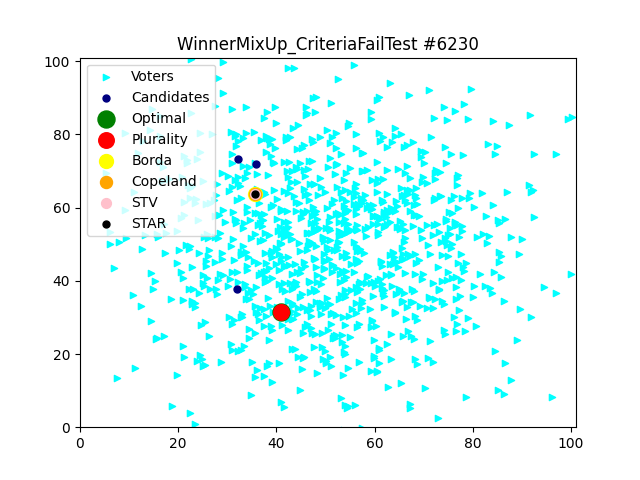 WinnerMixUp_CriteriaFailTest #6230
100
80
60
40
20
0
Voters
Candidates
Optimal
Plurality
Borda
Copeland
STV
STAR
0 20 40 60 80 100